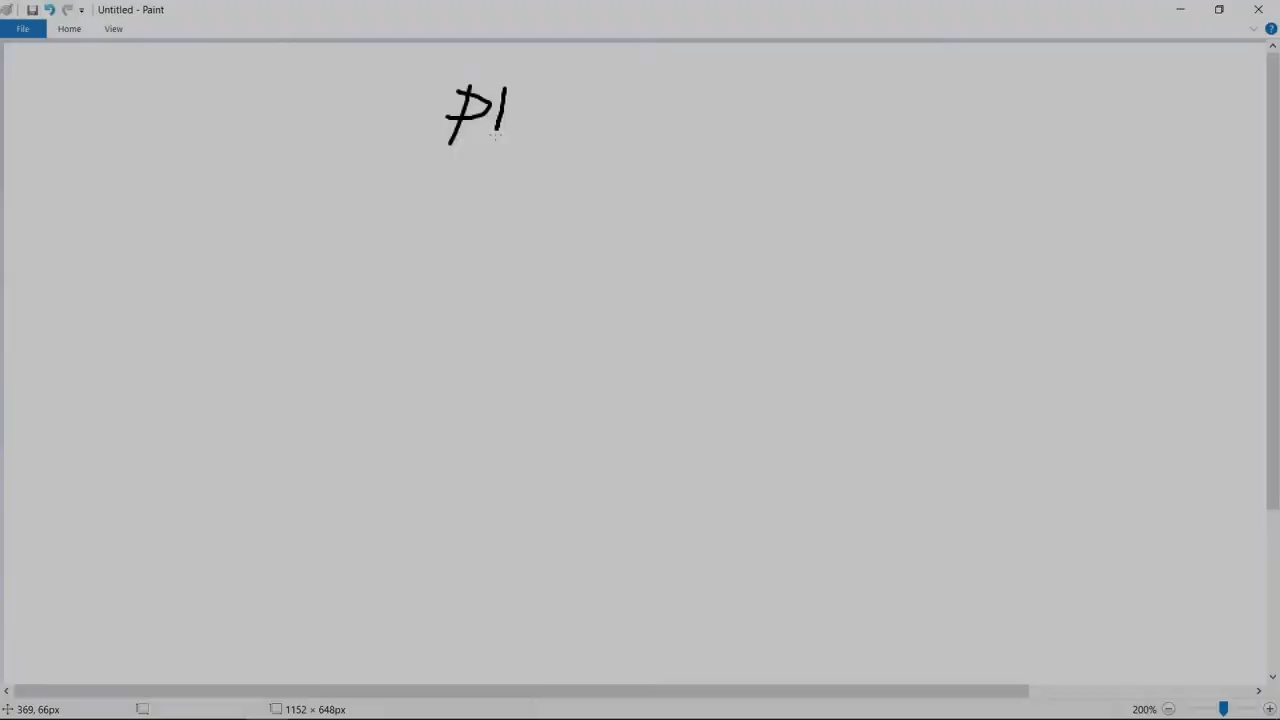 Untitled - Paint
File Home View
PI
369, 66px 1152 × 648px 200%